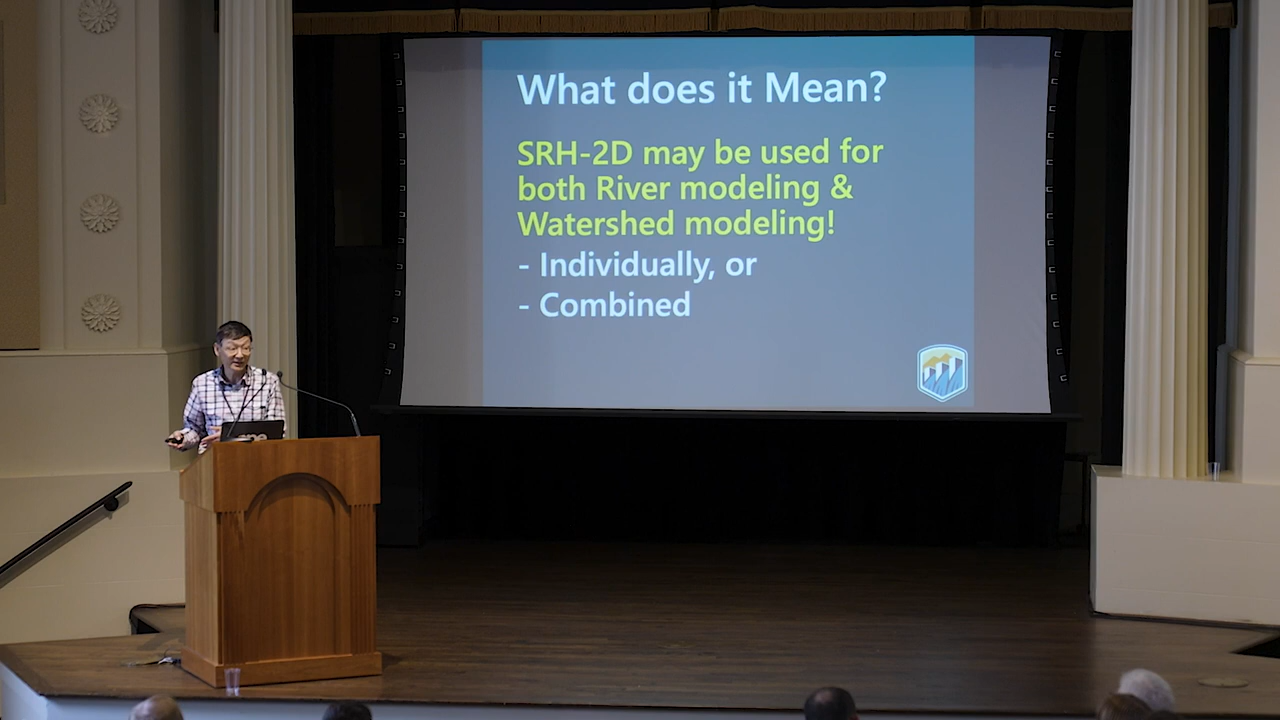 What does it Mean?
SRH-2D may be used for
both River modeling &
Watershed modeling!
- Individually, or
- Combined